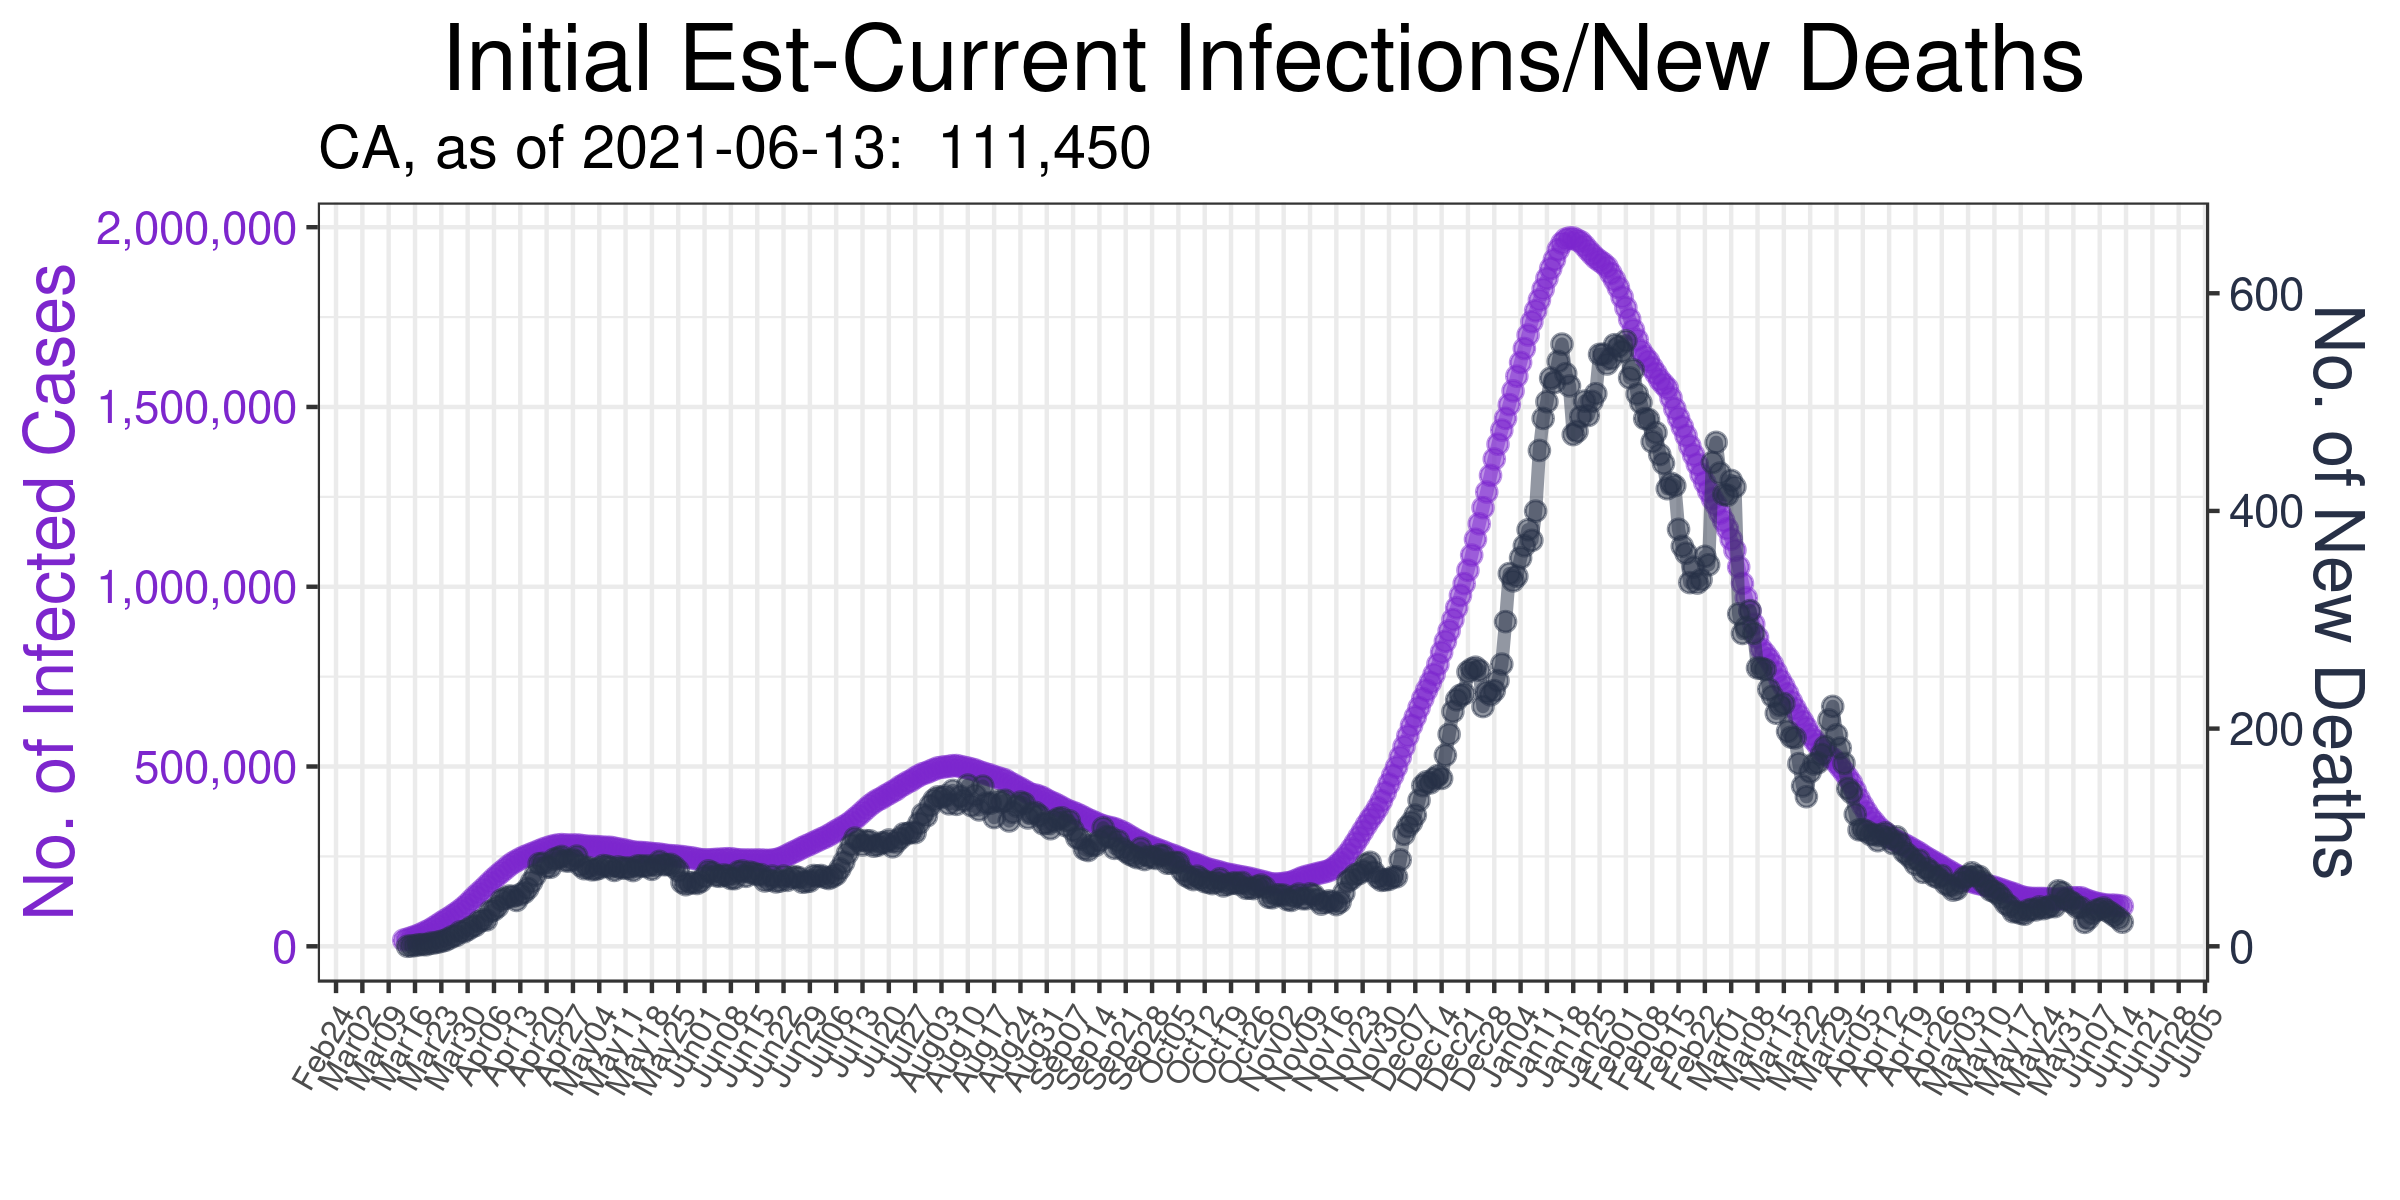 Initial Est-Current Infections/New Deaths
CA, as of 2021-06-13: 111,450
No. of Infected Cases
2,000,000
1,500,000
1,000,000
500,000
0
600
400
200
0
No. of New Deaths
Feb24
Mar02
Mar09
Mar16
Mar23
Mar30
Apr06
Apr13
Apr20
Apr27
May04
May11
May18
May25
Jun01
Jun08
Jun15
Jun22
Jun29
Jul06
Jul13
Jul20
Jul27
Aug03
Aug10
Aug17
Aug24
Aug31
Sep07
Sep14
Sep21
Sep28
Oct05
Oct12
Oct19
Oct26
Nov02
Nov09
Nov16
Nov23
Nov30
Dec07
Dec14
Dec21
Dec28
Jan04
Jan11
Jan18
Jan25
Feb01
Feb08
Feb15
Feb22
Mar01
Mar08
Mar15
Mar22
Mar29
Apr05
Apr12
Apr19
Apr26
May03
May10
May17
May24
May31
Jun07
Jun14
Jun21
Jun28
Jul05